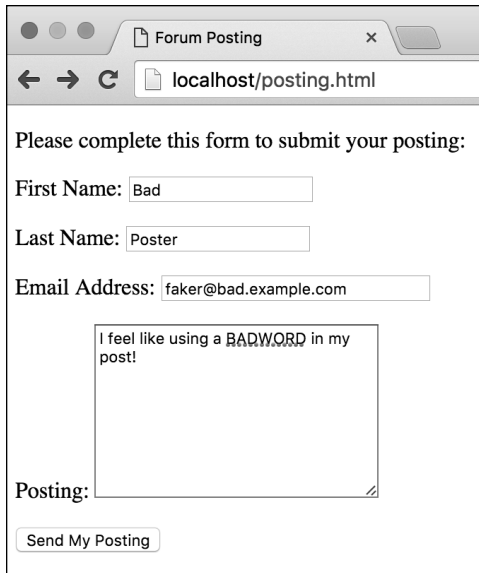 Forum Posting
localhost/posting.html
Please complete this form to submit your posting:
First Name: Bad
Last Name: Poster
Email Address: faker@bad.example.com
I feel like using a BADWORD in my
post!
Posting:
Send My Posting